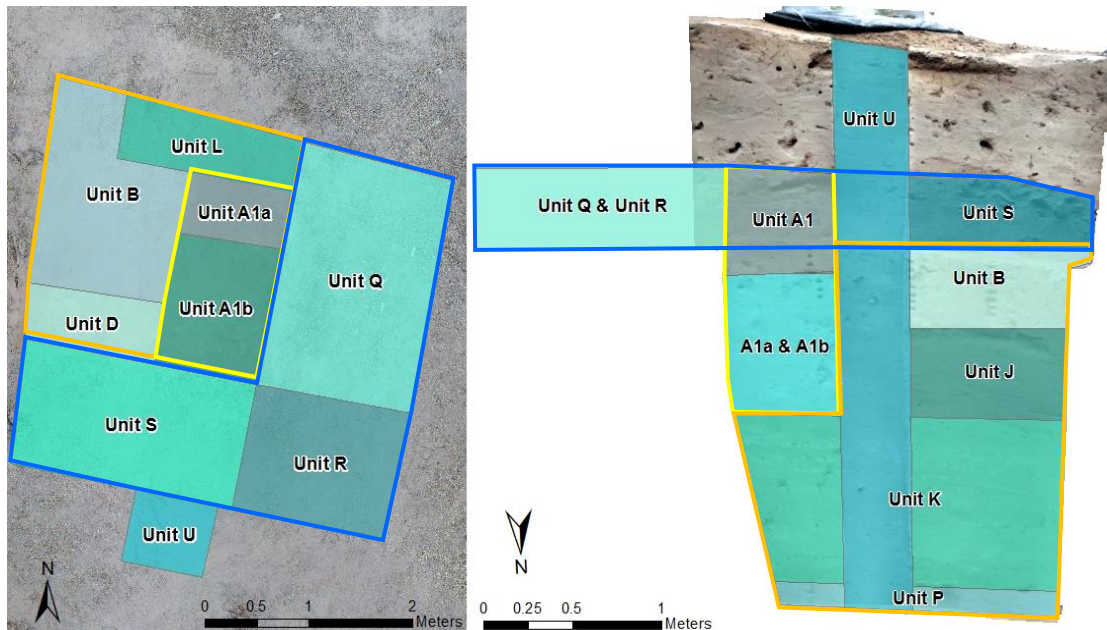 Unit L
Unit B
Unit A1a
Unit Q
Unit A1b
Unit D
Unit S
Unit R
Unit U
N
0 0.5 1 2
Meters
Unit U
Unit Q & Unit R
Unit A1
Unit S
Unit B
A1a & A1b
Unit J
Unit K
N
Unit P
0 0.25 0.5 1
Meters